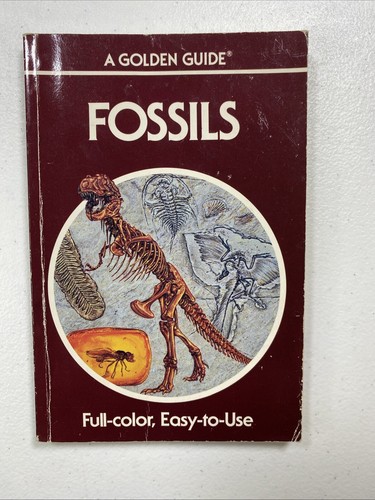 A GOLDEN GUIDE®
FOSSILS
Full-color, Easy-to-Use